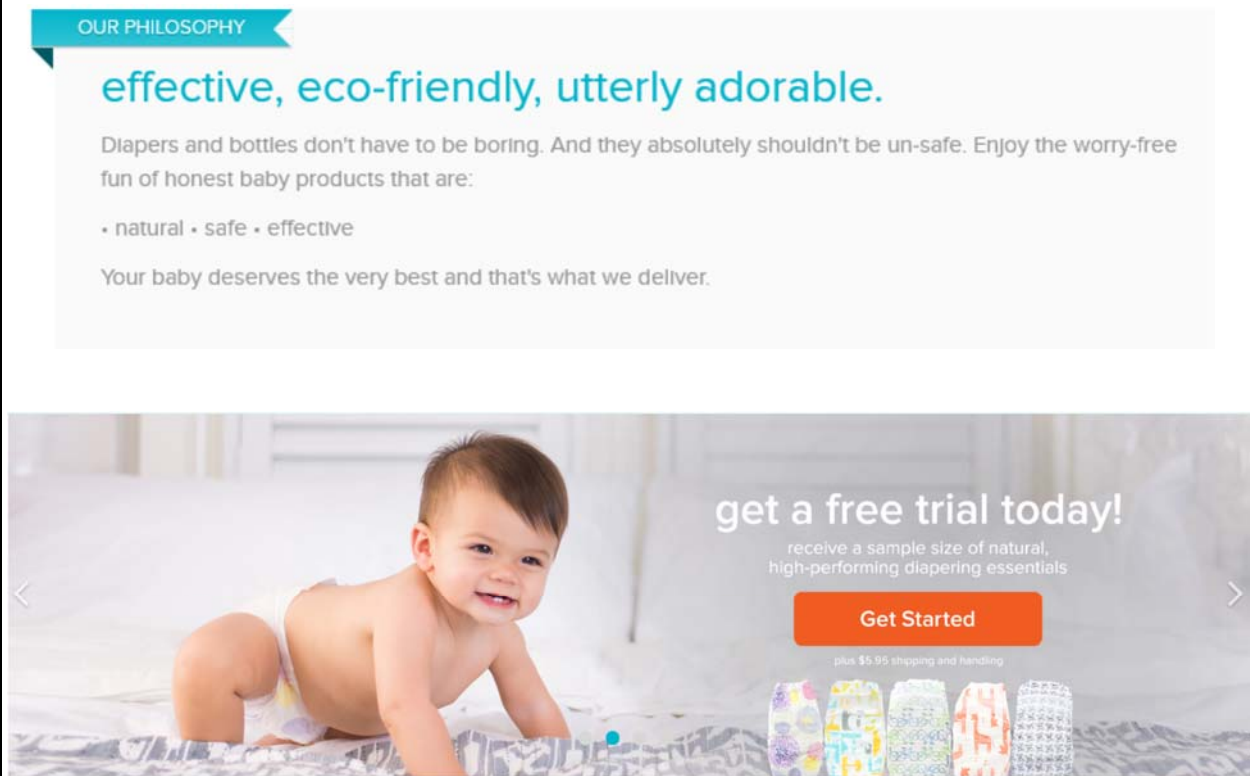 OUR PHILOSOPHY
effective, eco-friendly, utterly adorable.
Diapers and bottles don't have to be boring. And they absolutely shouldn't be un-safe. Enjoy the worry-free
fun of honest baby products that are:
• natural • safe • effective
Your baby deserves the very best and that's what we deliver.
get a free trial today!
receive a sample size of natural,
high-performing diapering essentials
Get Started
plus $5.95 shipping and handling